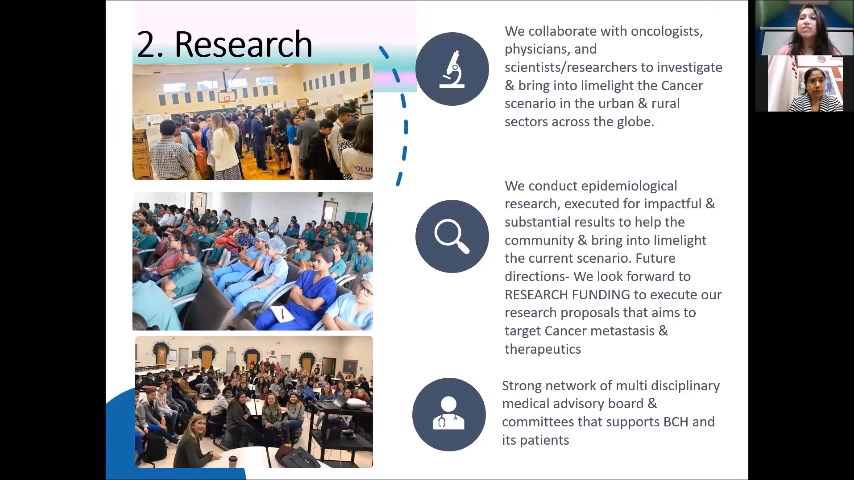 2. Research
We collaborate with oncologists,
physicians, and
scientists/researchers to investigate
& bring into limelight the Cancer
scenario in the urban & rural
sectors across the globe.
We conduct epidemiological
research, executed for impactful &
substantial results to help the
community & bring into limelight
the current scenario. Future
directions- We look forward to
RESEARCH FUNDING to execute our
research proposals that aims to
target Cancer metastasis &
therapeutics
Strong network of multi disciplinary
medical advisory board &
committees that supports BCH and
its patients